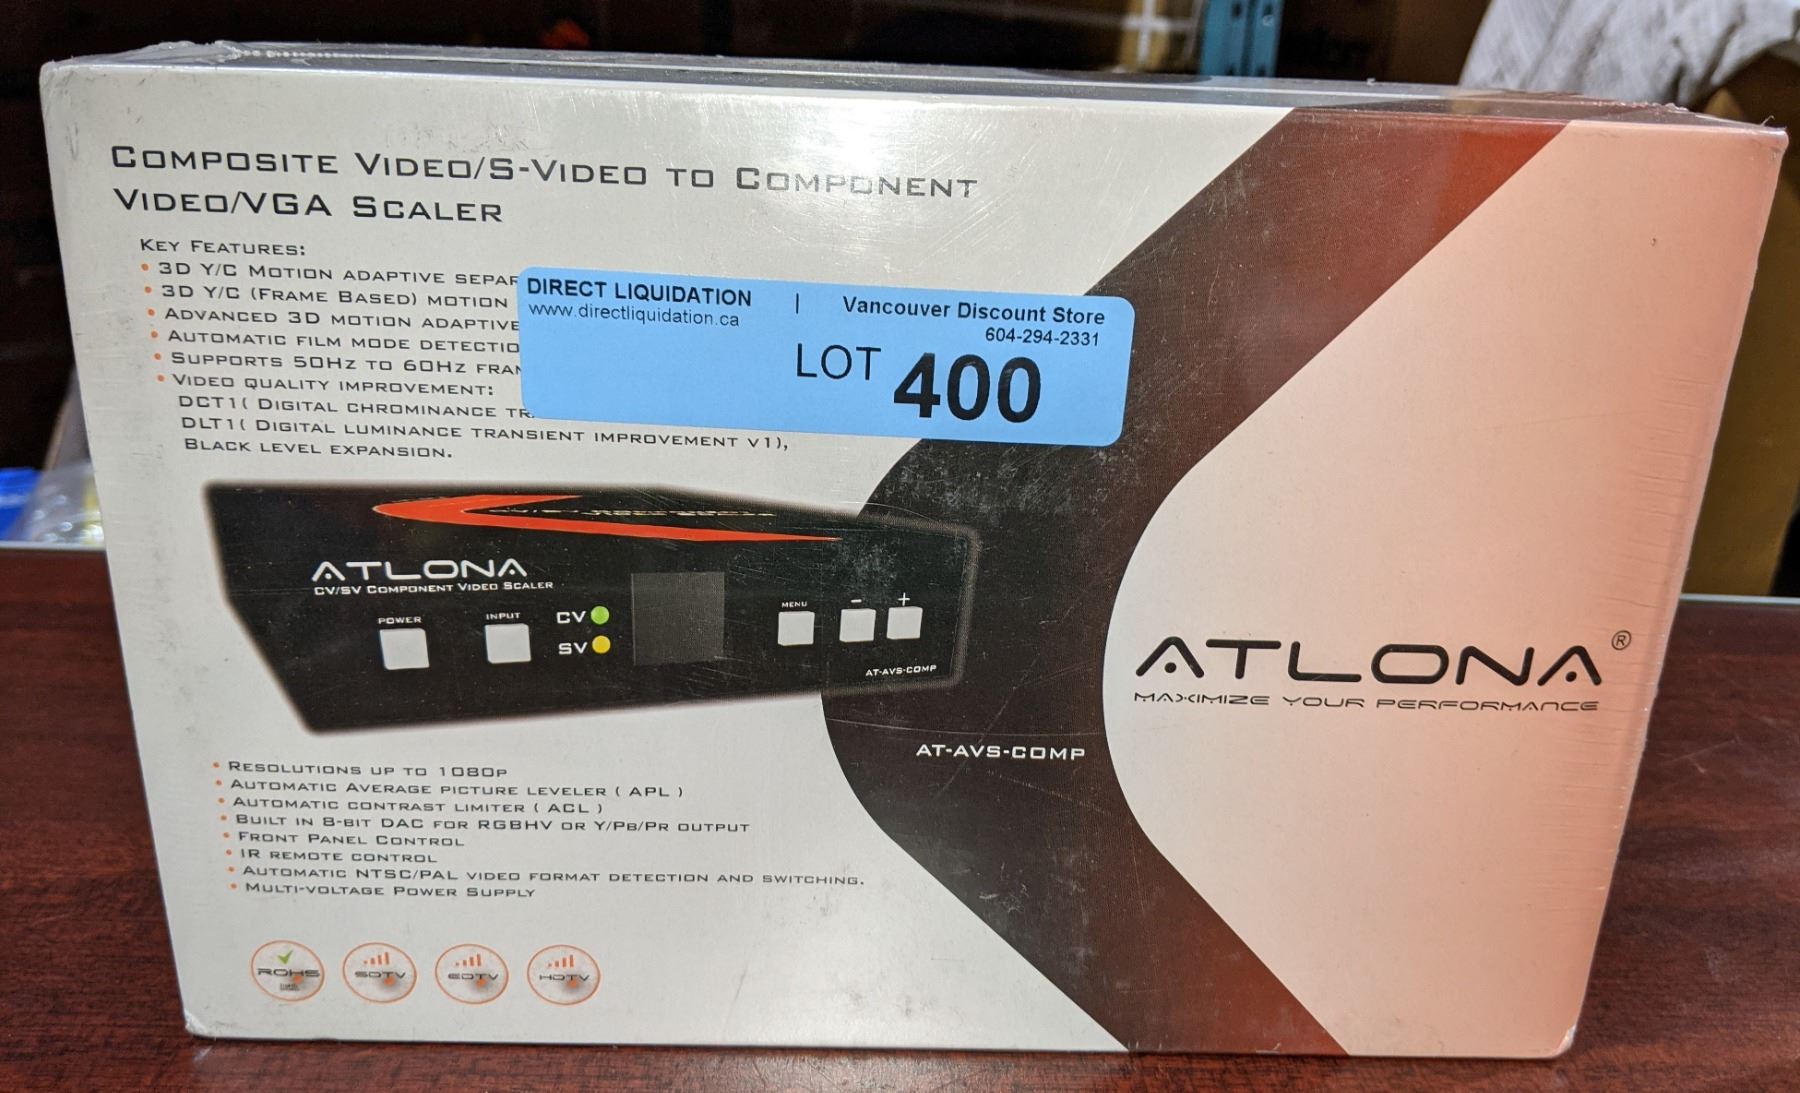 COMPOSITE VIDEO/S-VIDEO TO COMPONENT
VIDEO/VGA SCALER
KEY FEATURES:
• 3D Y/C MOTION ADAPTIVE SEPAR
• 3D Y/C (FRAME BASED) MOTION
• ADVANCED 3D MOTION ADAPTIVE
• AUTOMATIC FILM MODE DETECTIO
• SUPPORTS 50HZ TO 60HZ FRAM
• VIDEO QUALITY IMPROVEMENT:
DCT1( DIGITAL CHROMINANCE TR
DLT1( DIGITAL LUMINANCE TRANSIENT IMPROVEMENT V1),
BLACK LEVEL EXPANSION.
DIRECT LIQUIDATION | Vancouver Discount Store
www.directliquidation.ca 604-294-2331
LOT 400
ATLONA
CV/SV COMPONENT VIDEO SCALER
POWER INPUT CV MENU - +
SV
AT-AVS-COMP
ATLONA®
MAXIMIZE YOUR PERFORMANCE
AT-AVS-COMP
• RESOLUTIONS UP TO 1080P
• AUTOMATIC AVERAGE PICTURE LEVELER ( APL )
• AUTOMATIC CONTRAST LIMITER ( ACL )
• BUILT IN 8-BIT DAC FOR RGBHV OR Y/PB/PR OUTPUT
• FRONT PANEL CONTROL
• IR REMOTE CONTROL
• AUTOMATIC NTSC/PAL VIDEO FORMAT DETECTION AND SWITCHING.
• MULTI-VOLTAGE POWER SUPPLY
ROHS SDTV EDTV HDTV